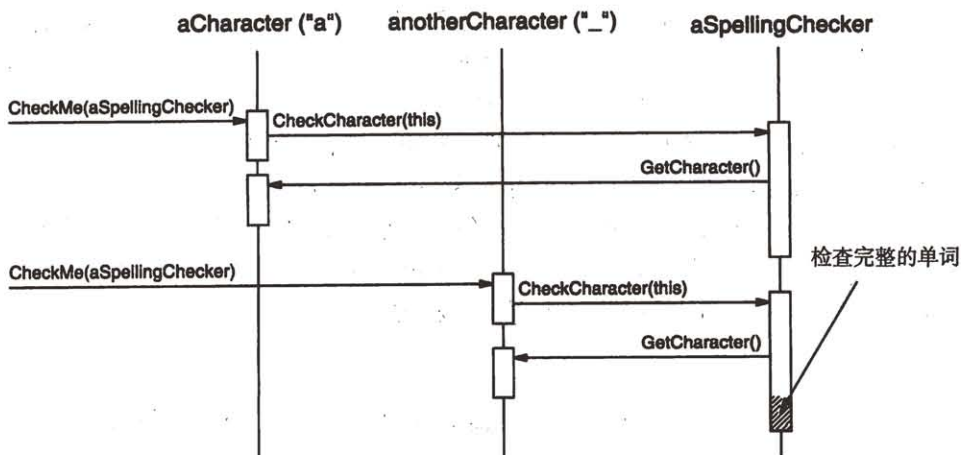 aCharacter ("a")
anotherCharacter ("_")
aSpellingChecker
CheckMe(aSpellingChecker)
CheckCharacter(this)
GetCharacter()
CheckMe(aSpellingChecker)
检查完整的单词
CheckCharacter(this)
GetCharacter()